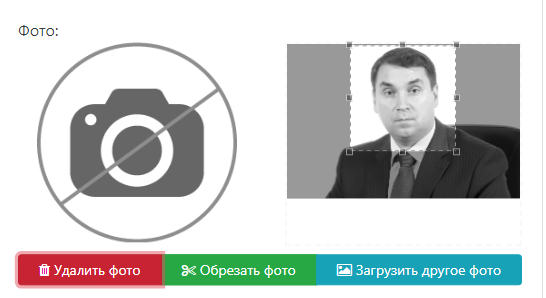 Фото:
Удалить фото
Обрезать фото
Загрузить другое фото